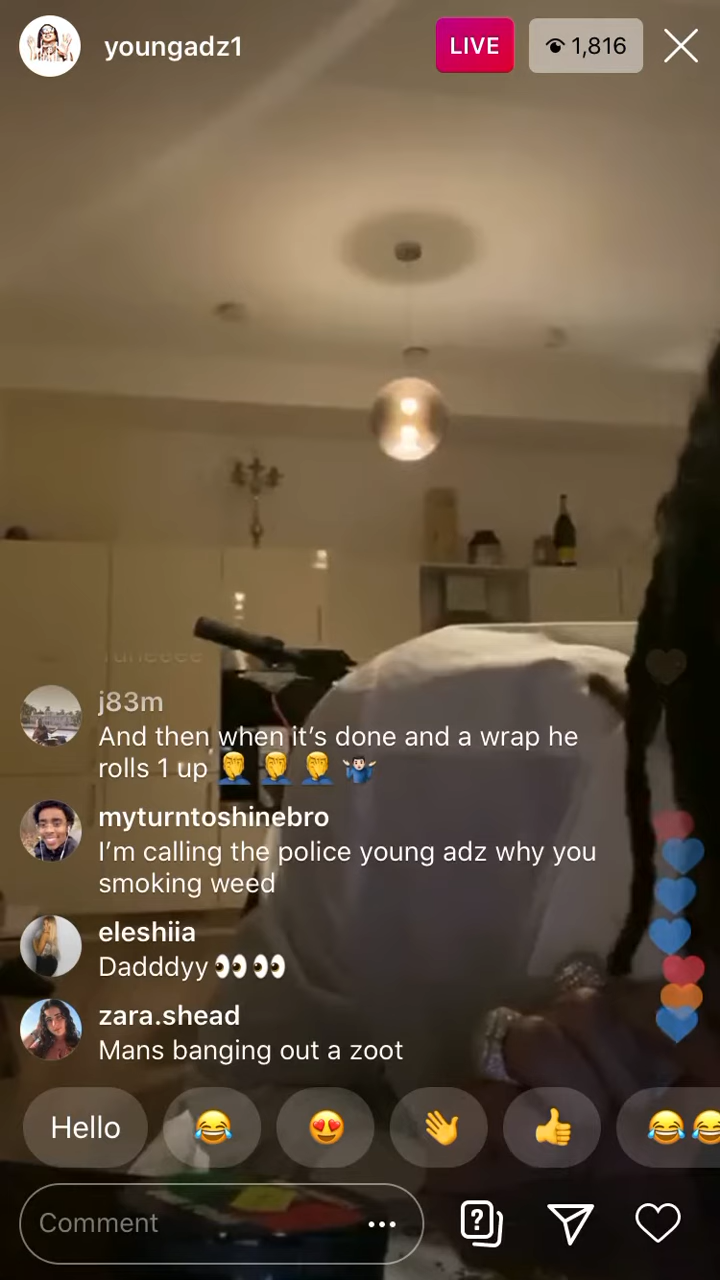 youngadz1
LIVE
1,816
j83m
And then when it's done and a wrap he
rolls 1 up 🤦‍♂️ 🤦‍♂️ 🤦‍♂️ 🤷🏻‍♂️
myturntoshinebro
I'm calling the police young adz why you
smoking weed
eleshiia
Dadddyy 👀 👀
zara.shead
Mans banging out a zoot
Hello 😂 😍 👋 👍 😂😂
Comment